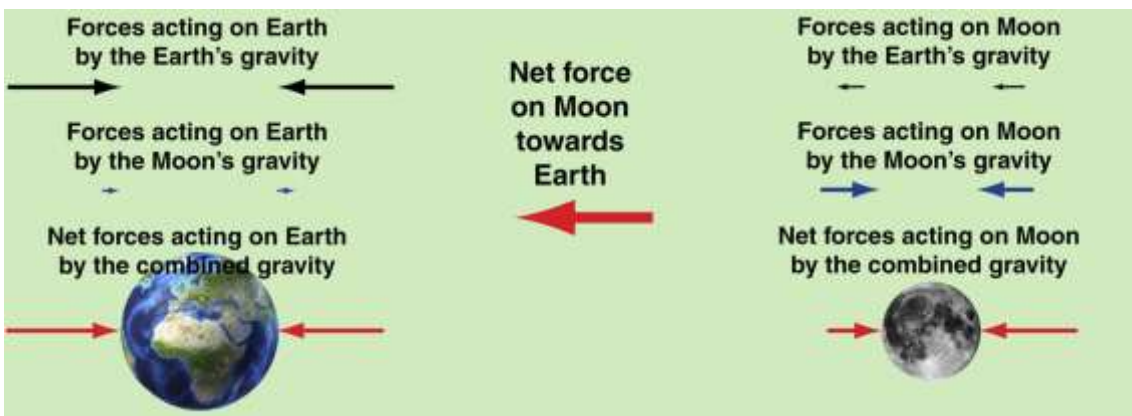 Forces acting on Earth
by the Earth's gravity
Forces acting on Earth
by the Moon's gravity
Net forces acting on Earth
by the combined gravity
Net force
on Moon
towards
Earth
Forces acting on Moon
by the Earth's gravity
Forces acting on Moon
by the Moon's gravity
Net forces acting on Moon
by the combined gravity